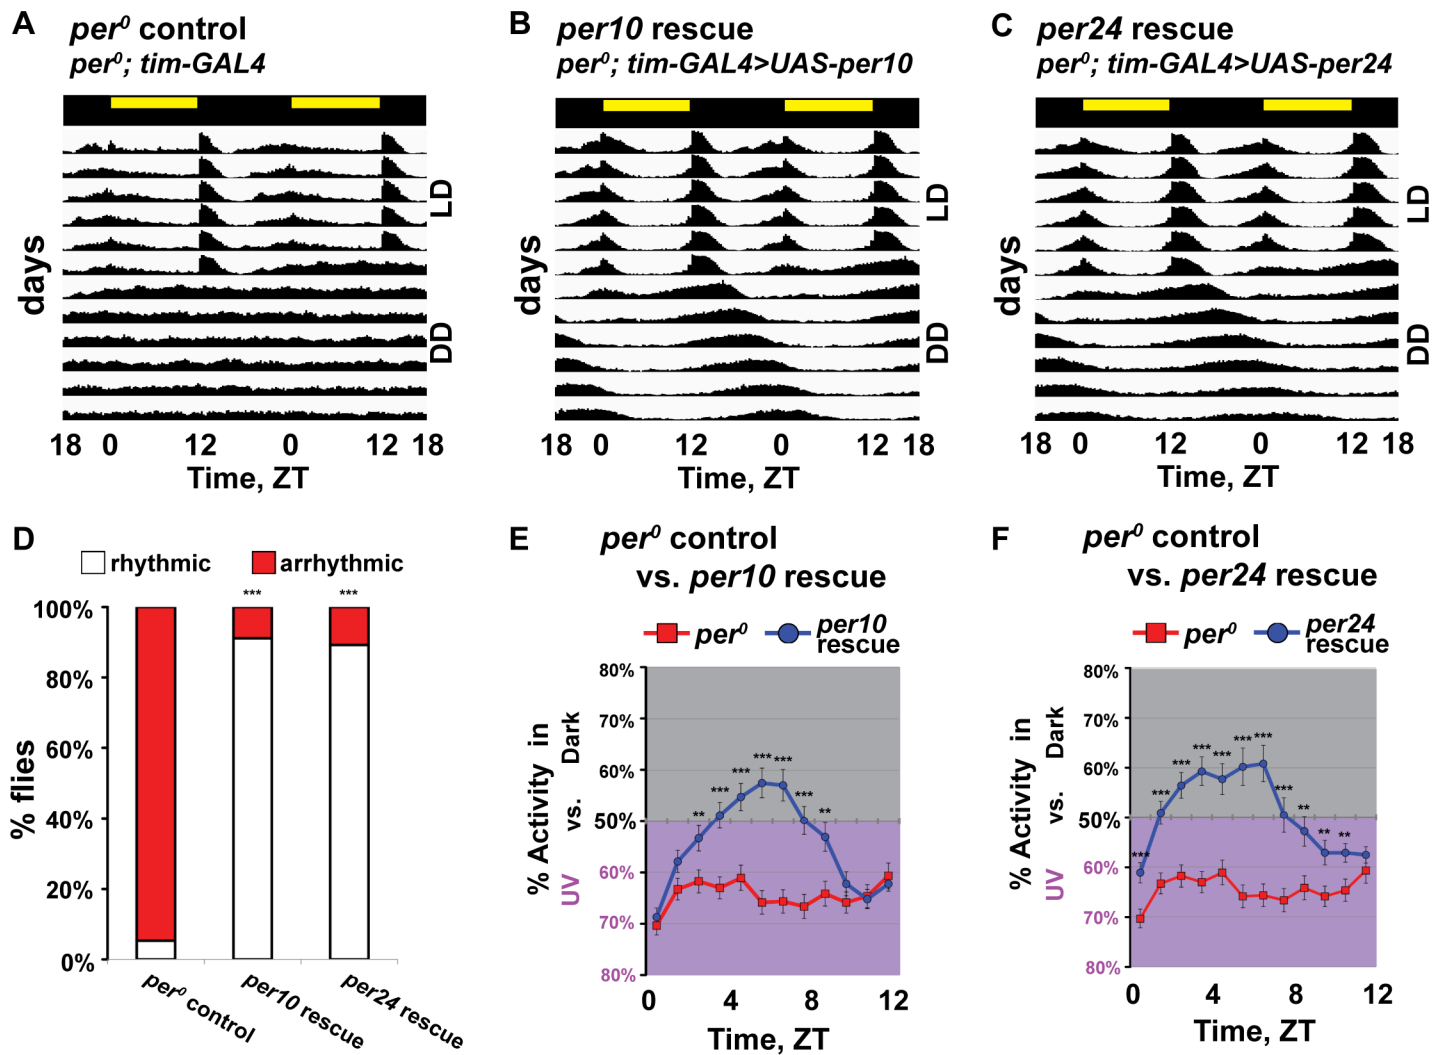 A
per⁰ control
per⁰; tim-GAL4
days
LD
DD
18 0 12 0 12 18
Time, ZT
B
per10 rescue
per⁰; tim-GAL4>UAS-per10
days
LD
DD
18 0 12 0 12 18
Time, ZT
C
per24 rescue
per⁰; tim-GAL4>UAS-per24
days
LD
DD
18 0 12 0 12 18
Time, ZT
D
rhythmic arrhythmic
*** ***
% flies
100%
80%
60%
40%
20%
0%
per⁰ control
per10 rescue
per24 rescue
E
per⁰ control
vs. per10 rescue
per⁰ per10
rescue
% Activity in
UV vs. Dark
80%
70%
60%
50%
60%
70%
80%
** *** *** *** *** *** **
0 4 8 12
Time, ZT
F
per⁰ control
vs. per24 rescue
per⁰ per24
rescue
% Activity in
UV vs. Dark
80%
70%
60%
50%
60%
70%
80%
*** *** *** *** *** *** *** *** ** ** **
0 4 8 12
Time, ZT